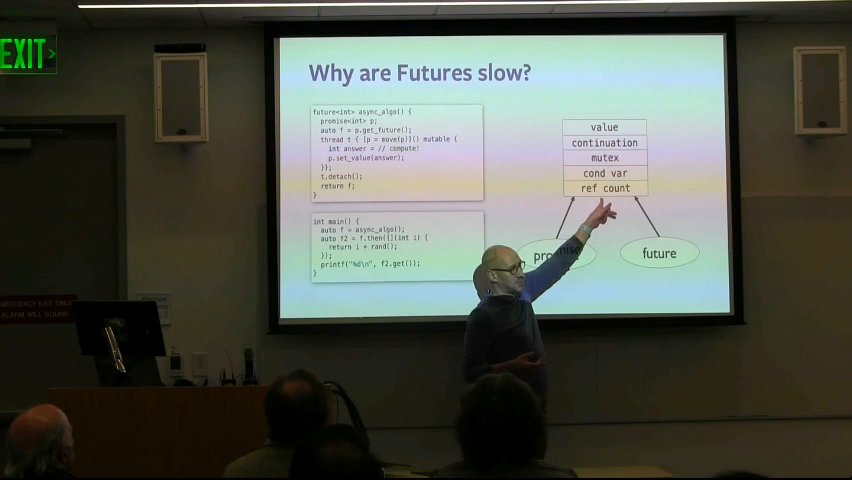 EXIT
Why are Futures slow?
future<int> async_algo() {
promise<int> p;
auto f = p.get_future();
thread t { [p = move(p)]() mutable {
int answer = // compute!
p.set_value(answer);
}};
t.detach();
return f;
}
int main() {
auto f = async_algo();
auto f2 = f.then([](int i) {
return i + rand();
});
printf("%d\n", f2.get());
}
value
continuation
mutex
cond var
ref count
future
EMERGENCY EXIT ONLY
ALARM WILL SOUND